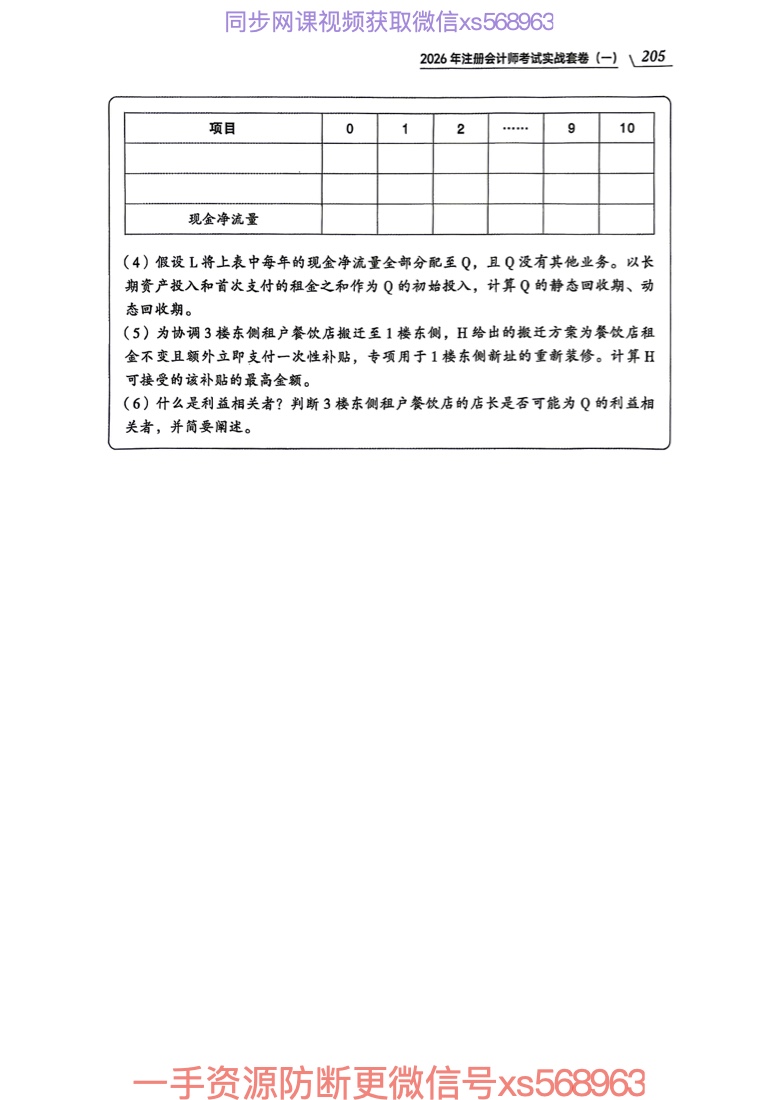 同步网课视频获取微信xs568963
2026 年注册会计师考试实战套卷（一） 205
项目 0 1 2 …… 9 10
现金净流量
（4）假设 L 将上表中每年的现金净流量全部分配至 Q，且 Q 没有其他业务。以长
期资产投入和首次支付的租金之和作为 Q 的初始投入，计算 Q 的静态回收期、动
态回收期。
（5）为协调 3 楼东侧租户餐饮店搬迁至 1 楼东侧，H 给出的搬迁方案为餐饮店租
金不变且额外立即支付一次性补贴，专项用于 1 楼东侧新址的重新装修。计算 H
可接受的该补贴的最高金额。
（6）什么是利益相关者？判断 3 楼东侧租户餐饮店的店长是否可能为 Q 的利益相
关者，并简要阐述。
一手资源防断更微信号xs568963